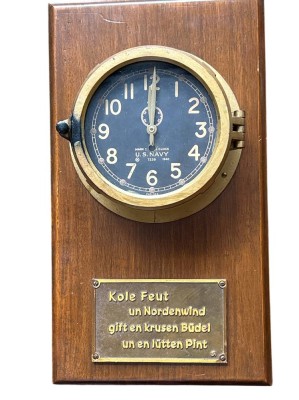 12
11 1
10 2
9 3
8 4
7 5
6
U.S. NAVY
Kole Feut
un Nordenwind
gift en krusen Büdel
un en lütten Pint